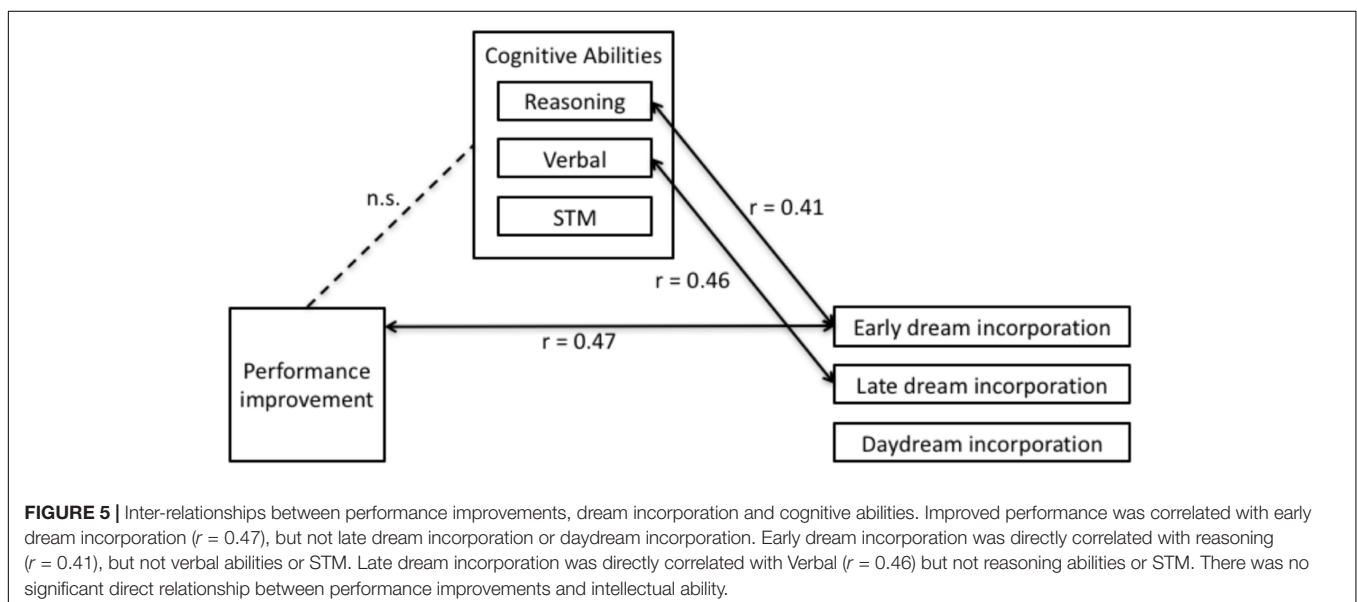 Cognitive Abilities
Reasoning
Verbal
STM
n.s.
r = 0.41
r = 0.46
r = 0.47
Performance
improvement
Early dream incorporation
Late dream incorporation
Daydream incorporation
FIGURE 5 | Inter-relationships between performance improvements, dream incorporation and cognitive abilities. Improved performance was correlated with early
dream incorporation (r = 0.47), but not late dream incorporation or daydream incorporation. Early dream incorporation was directly correlated with reasoning
(r = 0.41), but not verbal abilities or STM. Late dream incorporation was directly correlated with Verbal (r = 0.46) but not reasoning abilities or STM. There was no
significant direct relationship between performance improvements and intellectual ability.